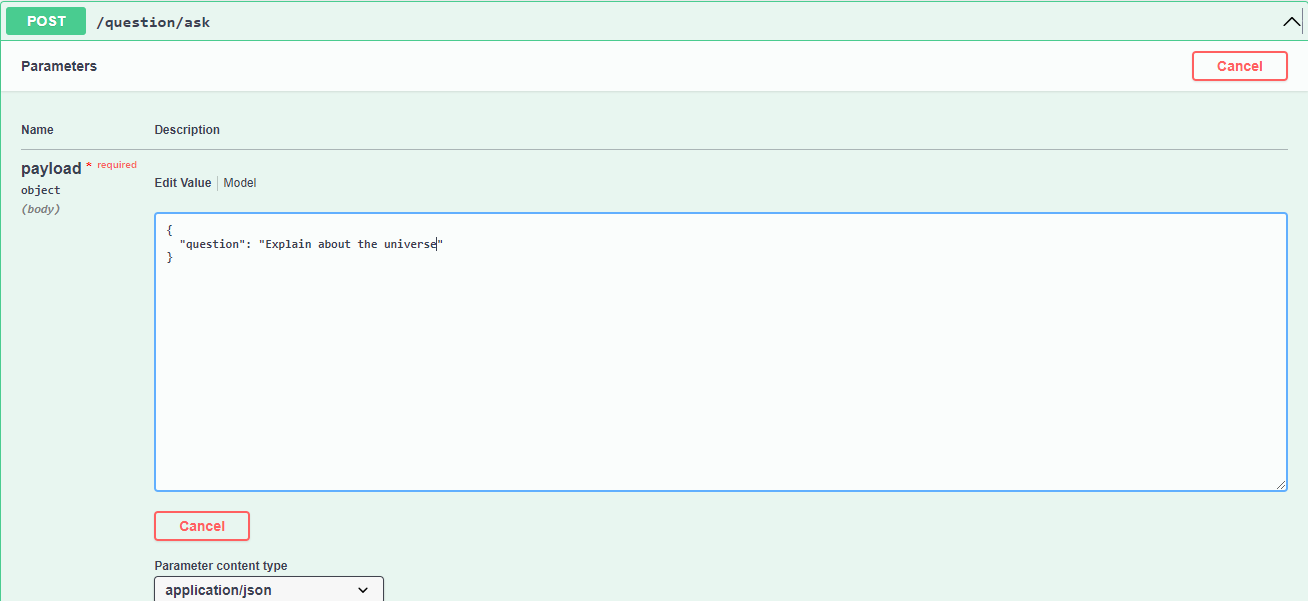 POST /question/ask
Parameters
Cancel
Name Description
payload * required
object
(body)
Edit Value | Model
{
"question": "Explain about the universe"
}
Cancel
Parameter content type
application/json